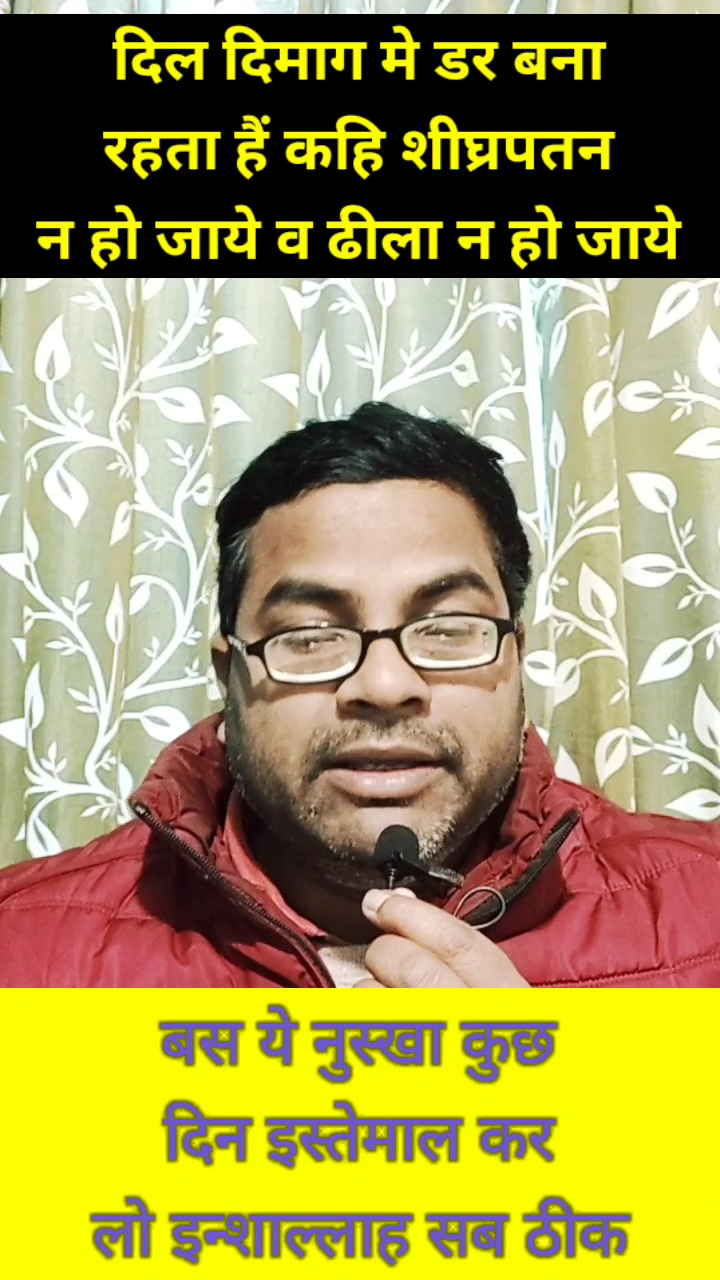 दिल दिमाग मे डर बना
रहता हैं कहि शीघ्रपतन
न हो जाये व ढीला न हो जाये
बस ये नुस्खा कुछ
दिन इस्तेमाल कर
लो इन्शाल्लाह सब ठीक